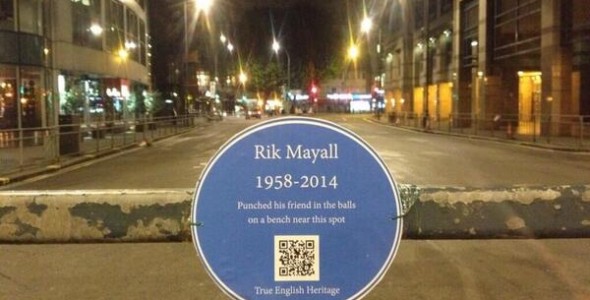 Rik Mayall
1958-2014
Punched his friend in the balls
on a bench near this spot
True English Heritage